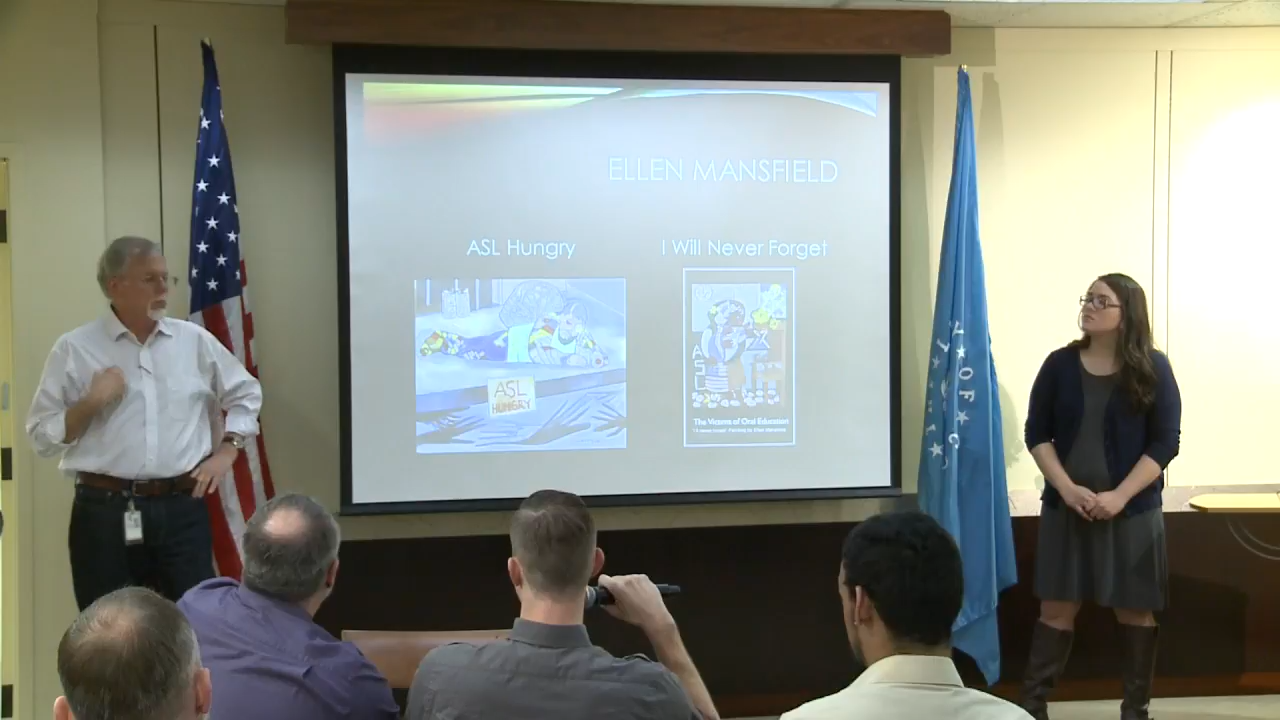 ELLEN MANSFIELD
ASL Hungry
I Will Never Forget
ASL
HUNGRY
ASL
The Victims of Oral Education